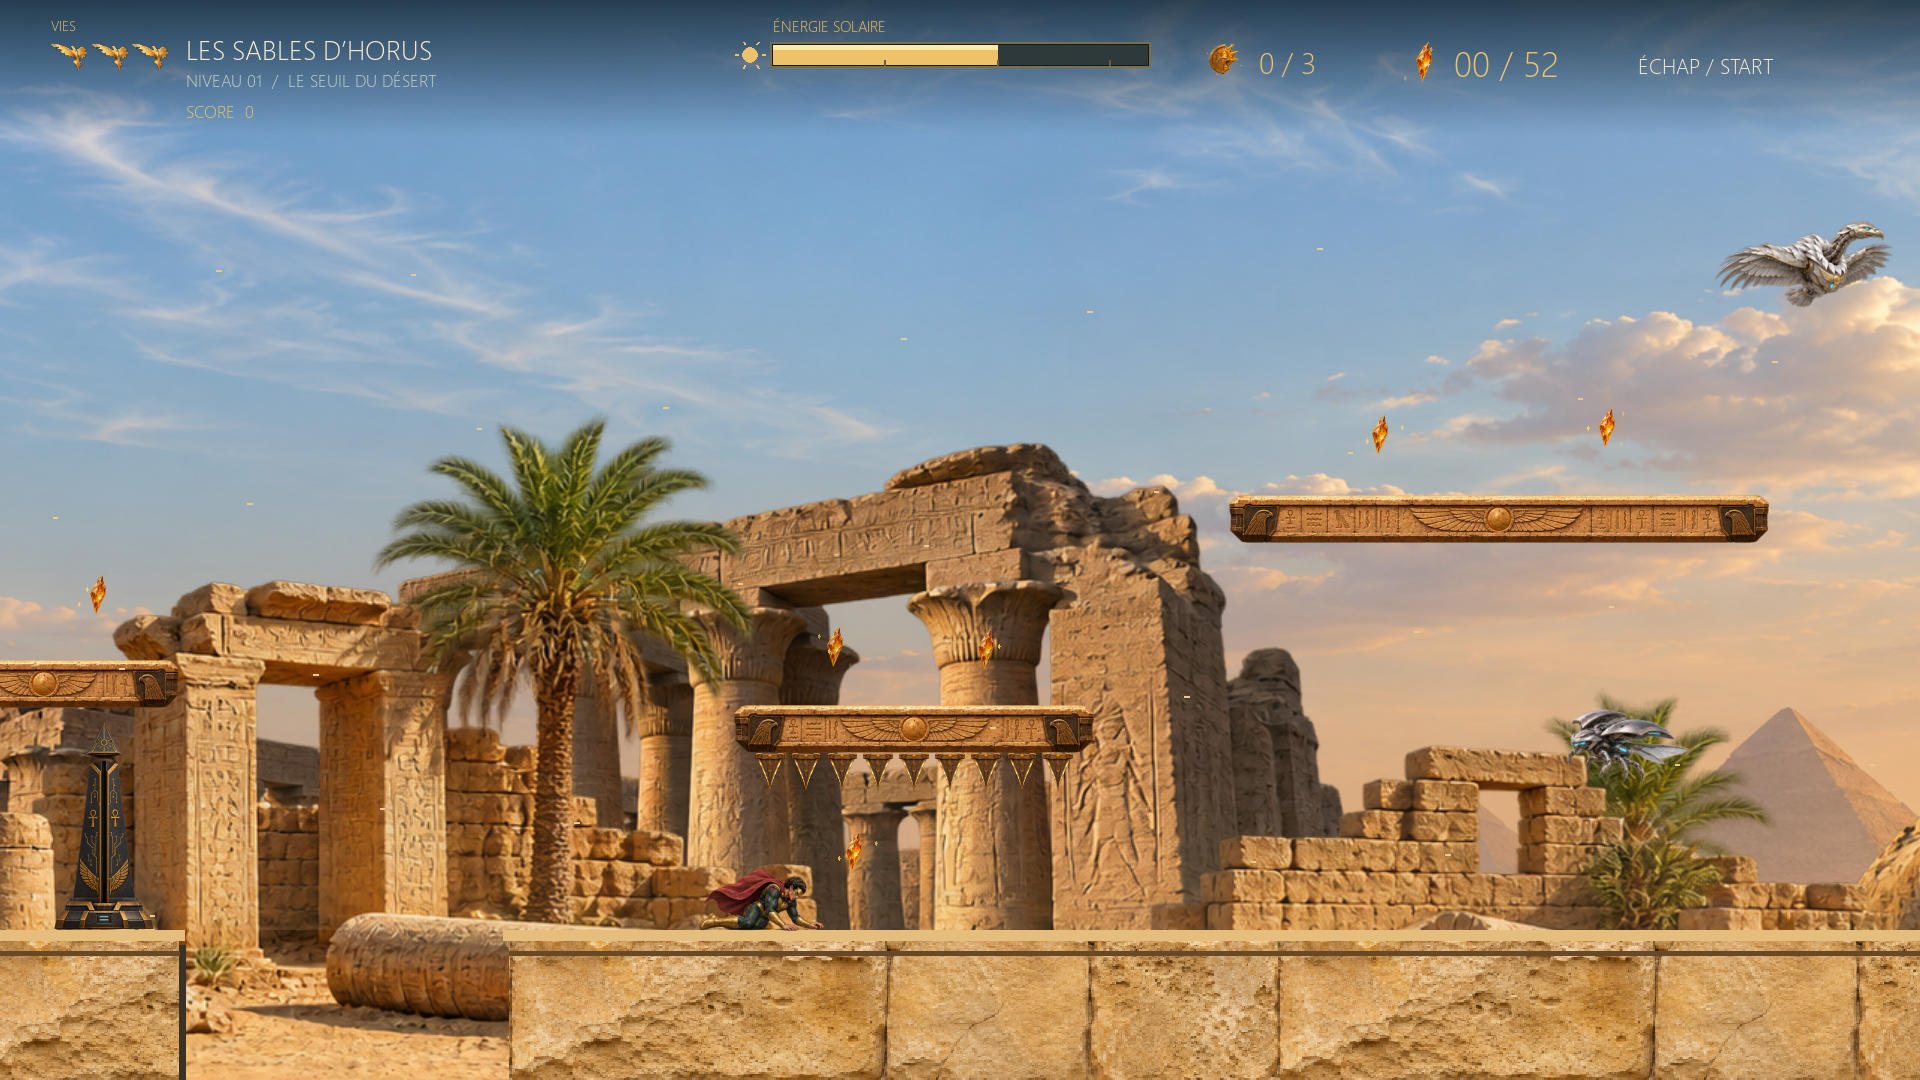 VIES
LES SABLES D’HORUS
NIVEAU 01 / LE SEUIL DU DÉSERT
SCORE 0
ÉNERGIE SOLAIRE
0 / 3
00 / 52
ÉCHAP / START